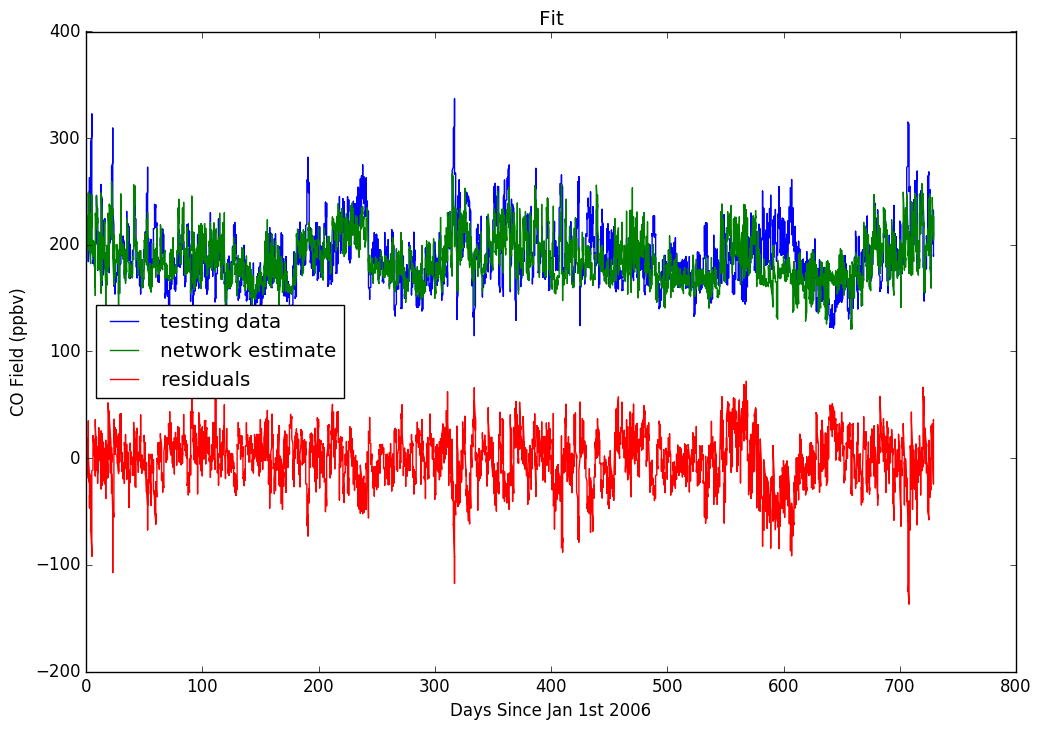 Fit
CO Field (ppbv)
400
300
200
100
0
−100
−200
testing data
network estimate
residuals
0 100 200 300 400 500 600 700 800
Days Since Jan 1st 2006